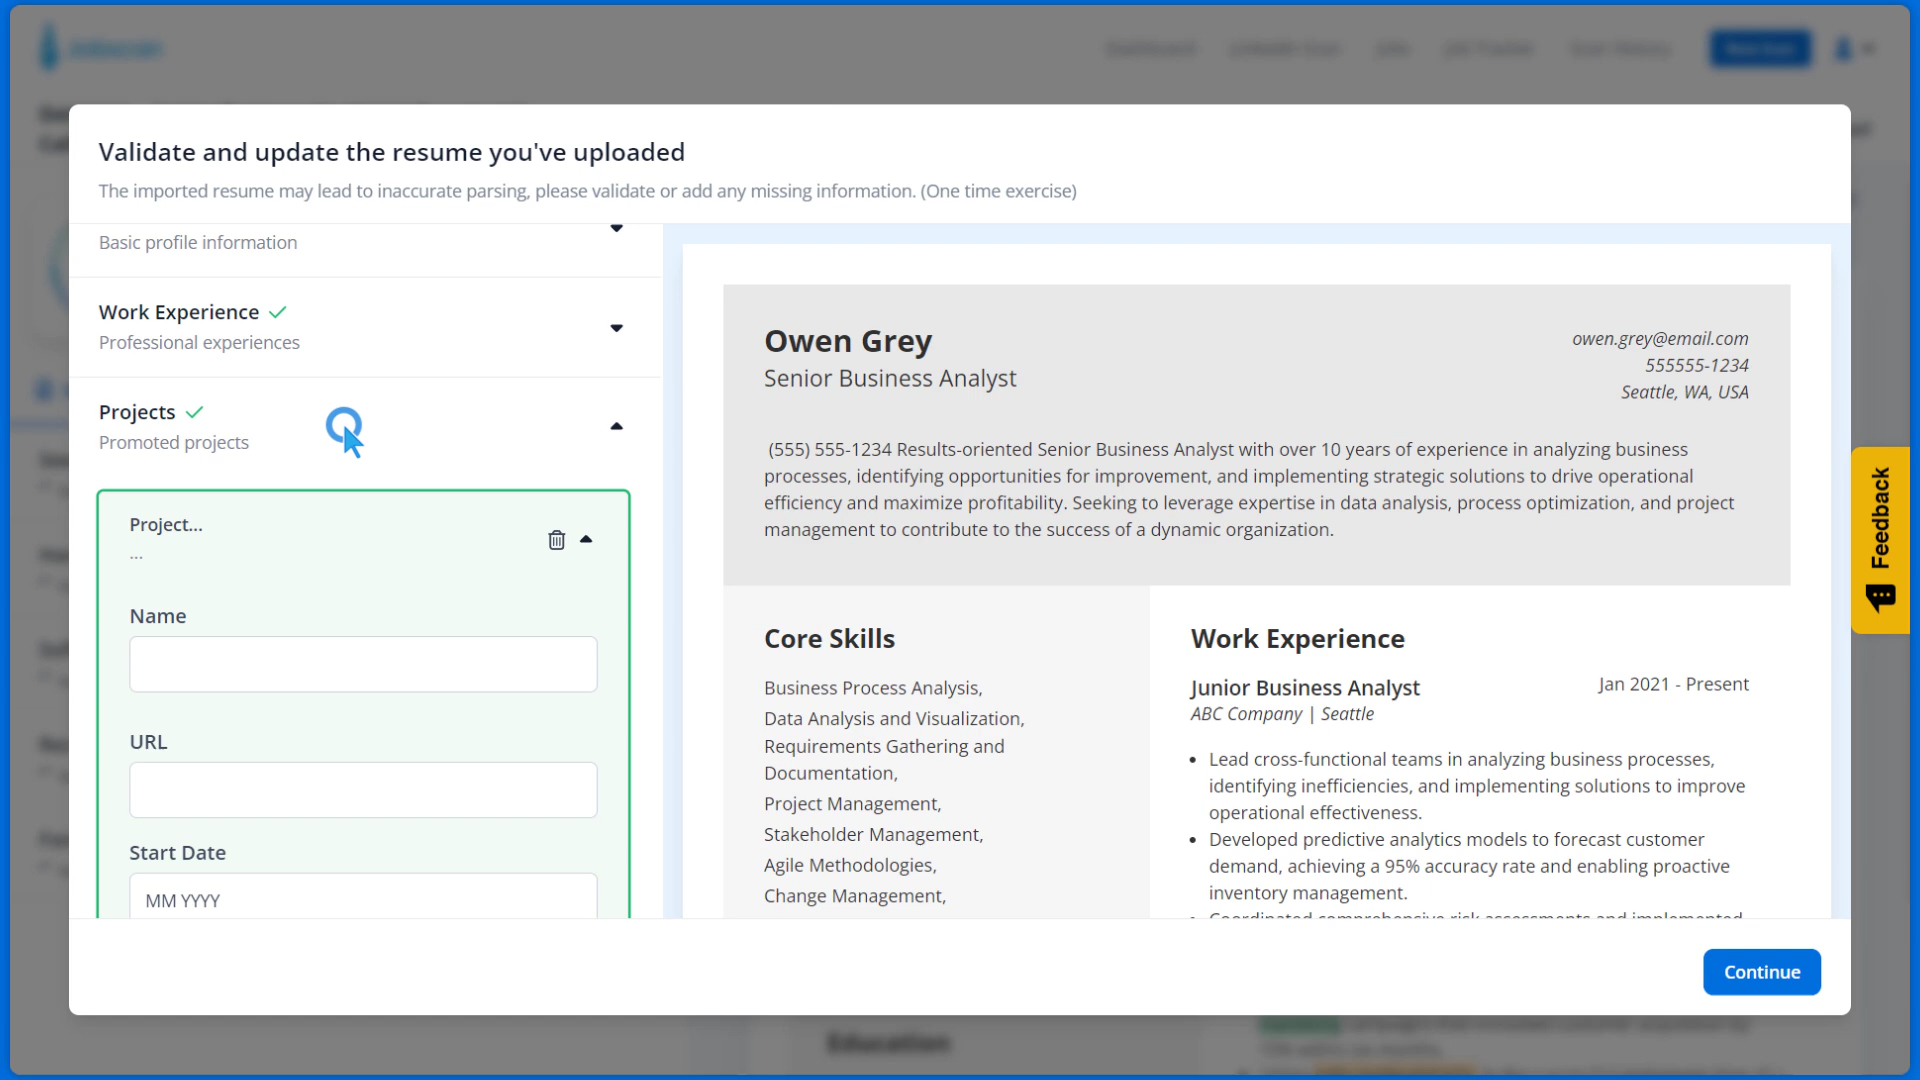 Validate and update the resume you've uploaded
The imported resume may lead to inaccurate parsing, please validate or add any missing information. (One time exercise)
Basic profile information
Work Experience
Professional experiences
Projects
Promoted projects
Project...
...
Name
URL
Start Date
MM YYYY
Owen Grey
Senior Business Analyst
owen.grey@email.com
555555-1234
Seattle, WA, USA
(555) 555-1234 Results-oriented Senior Business Analyst with over 10 years of experience in analyzing business
processes, identifying opportunities for improvement, and implementing strategic solutions to drive operational
efficiency and maximize profitability. Seeking to leverage expertise in data analysis, process optimization, and project
management to contribute to the success of a dynamic organization.
Core Skills
Business Process Analysis,
Data Analysis and Visualization,
Requirements Gathering and
Documentation,
Project Management,
Stakeholder Management,
Agile Methodologies,
Change Management,
Work Experience
Junior Business Analyst
Jan 2021 - Present
ABC Company | Seattle
• Lead cross-functional teams in analyzing business processes,
identifying inefficiencies, and implementing solutions to improve
operational effectiveness.
• Developed predictive analytics models to forecast customer
demand, achieving a 95% accuracy rate and enabling proactive
inventory management.
• Coordinated comprehensive risk assessments and implemented
Feedback
Continue
Education